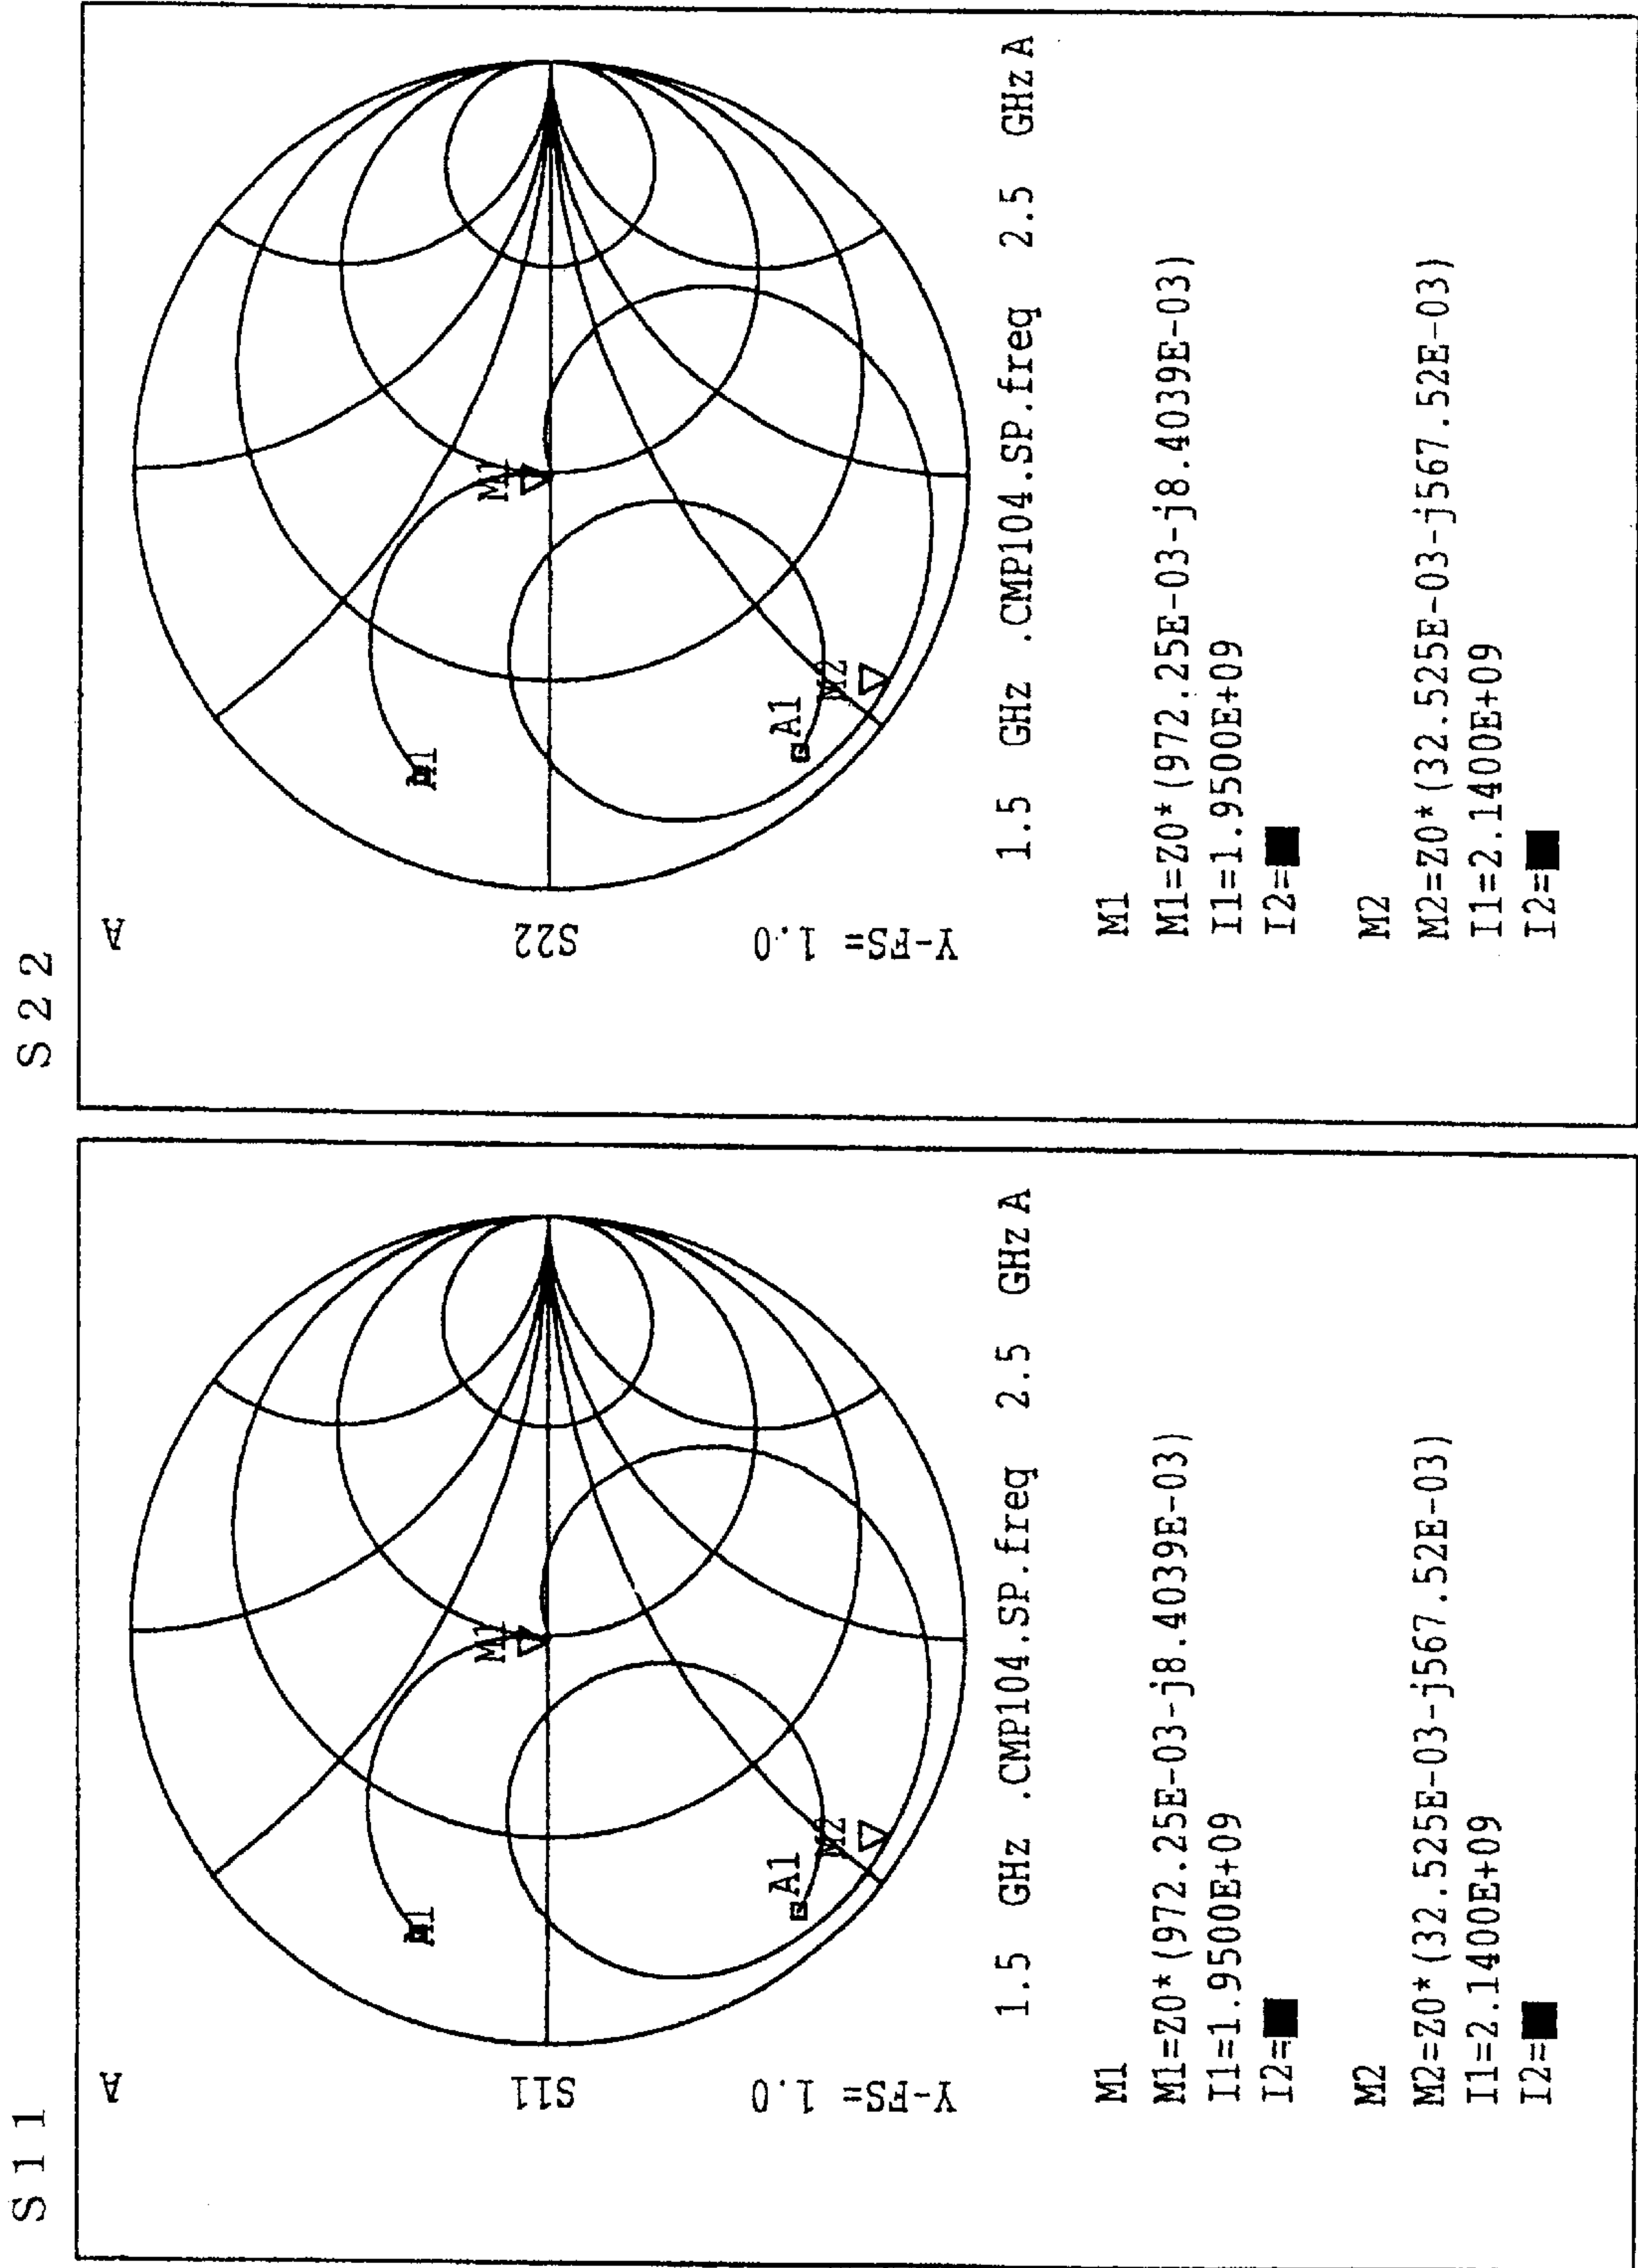 S11
A
S11
Y-FS= 1.0
1.5 GHz .CMP104.SP.freq 2.5 GHz A
M1
M2
A1
M1
M1=Z0*(972.25E-03-j8.4039E-03)
I1=1.9500E+09
I2=
M2
M2=Z0*(32.525E-03-j567.52E-03)
I1=2.1400E+09
I2=
S22
A
S22
Y-FS= 1.0
1.5 GHz .CMP104.SP.freq 2.5 GHz A
M1
M2
A1
M1
M1=Z0*(972.25E-03-j8.4039E-03)
I1=1.9500E+09
I2=
M2
M2=Z0*(32.525E-03-j567.52E-03)
I1=2.1400E+09
I2=